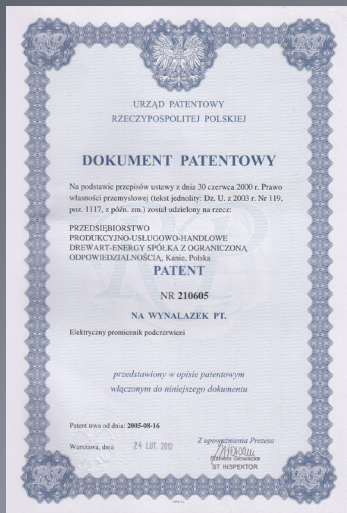 URZĄD PATENTOWY
RZECZYPOSPOLITEJ POLSKIEJ
DOKUMENT PATENTOWY
Na podstawie przepisów ustawy z dnia 30 czerwca 2000 r. Prawo
własności przemysłowej (tekst jednolity: Dz. U. z 2003 r. Nr 119,
poz. 1117, z późn. zm.) został udzielony na rzecz:
PRZEDSIĘBIORSTWO
PRODUKCYJNO-USŁUGOWO-HANDLOWE
DREWART-ENERGY SPÓŁKA Z OGRANICZONĄ
ODPOWIEDZIALNOŚCIĄ, Kanie, Polska
PATENT
NR 210605
NA WYNALAZEK PT.
Elektryczny promiennik podczerwieni
przedstawiony w opisie patentowym
włączonym do niniejszego dokumentu
Patent trwa od dnia: 2005-08-16
Z upoważnienia Prezesa
Warszawa, dnia 24 LUT. 2012
ST INSPEKTOR